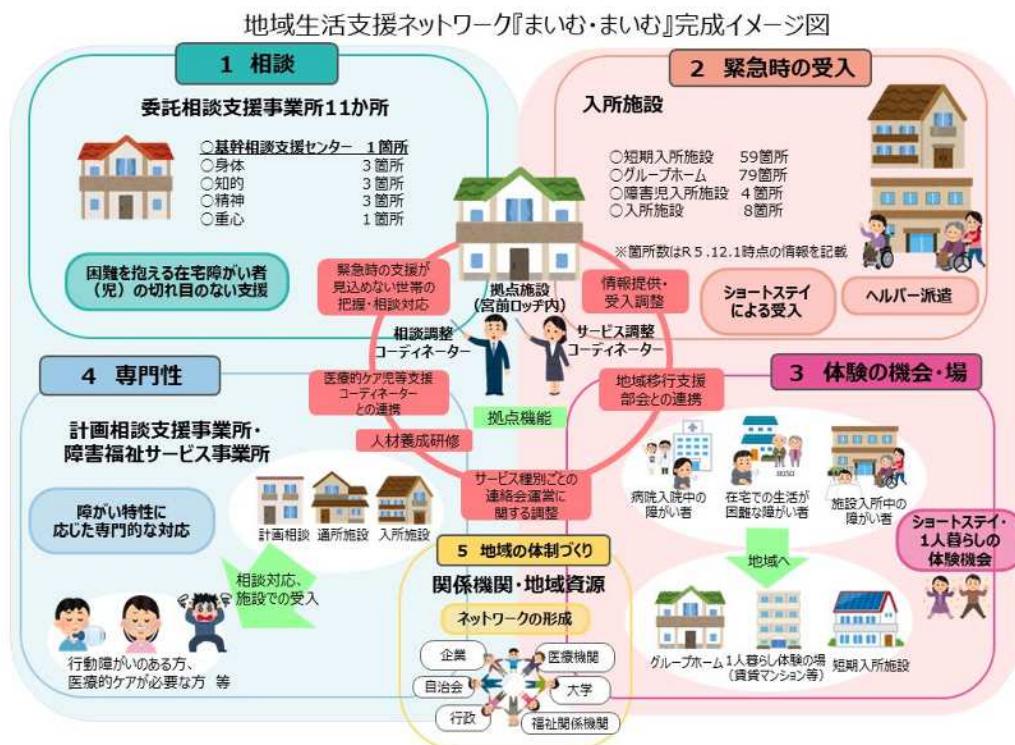 地域生活支援ネットワーク『まいむ・まいむ』完成イメージ図
1 相談
委託相談支援事業所11か所
○基幹相談支援センター 1箇所
○身体 3箇所
○知的 3箇所
○精神 3箇所
○重心 1箇所
困難を抱える在宅障がい者
（児）の切れ目のない支援
2 緊急時の受入
入所施設
○短期入所施設 59箇所
○グループホーム 79箇所
○障害児入所施設 4箇所
○入所施設 8箇所
※箇所数はR5.12.1時点の情報を記載
ショートステイ
による受入
ヘルパー派遣
緊急時の支援が
見込めない世帯の
把握・相談対応
拠点施設
（宮前ロッヂ内）
情報提供・
受入調整
相談調整
コーディネーター
サービス調整
コーディネーター
医療的ケア児等支援
コーディネーター
との連携
地域移行支援
部会との連携
拠点機能
人材養成研修
サービス種別ごとの
連絡会運営に
関する調整
4 専門性
計画相談支援事業所・
障害福祉サービス事業所
障がい特性に
応じた専門的な対応
計画相談
通所施設
入所施設
相談対応、
施設での受入
行動障がいのある方、
医療的ケアが必要な方 等
3 体験の機会・場
病院入院中の
障がい者
在宅での生活が
困難な障がい者
施設入所中の
障がい者
ショートステイ・
1人暮らしの
体験機会
地域へ
グループホーム
1人暮らし体験の場
（賃貸マンション等）
短期入所施設
5 地域の体制づくり
関係機関・地域資源
ネットワークの形成
企業
医療機関
自治会
大学
行政
福祉関係機関